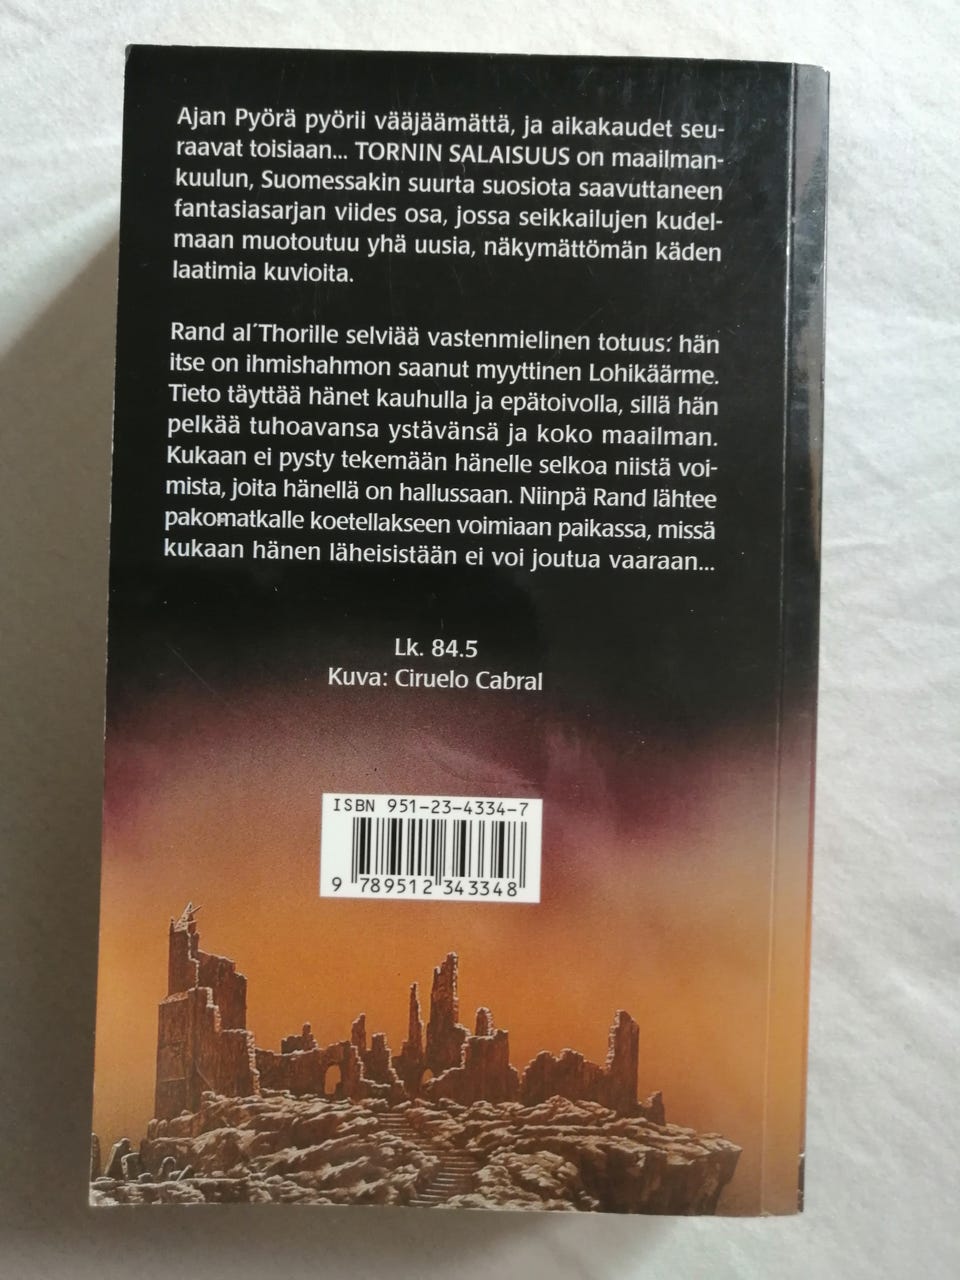 Ajan Pyörä pyörii vääjäämättä, ja aikakaudet seu-
raavat toisiaan... TORNIN SALAISUUS on maailman-
kuulun, Suomessakin suurta suosiota saavuttaneen
fantasiasarjan viides osa, jossa seikkailujen kudel-
maan muotoutuu yhä uusia, näkymättömän käden
laatimia kuvioita.
Rand al´Thorille selviää vastenmielinen totuus: hän
itse on ihmishahmon saanut myyttinen Lohikäärme.
Tieto täyttää hänet kauhulla ja epätoivolla, sillä hän
pelkää tuhoavansa ystävänsä ja koko maailman.
Kukaan ei pysty tekemään hänelle selkoa niistä voi-
mista, joita hänellä on hallussaan. Niinpä Rand lähtee
pakomatkalle koetellakseen voimiaan paikassa, missä
kukaan hänen läheisistään ei voi joutua vaaraan...
Lk. 84.5
Kuva: Ciruelo Cabral
ISBN 951-23-4334-7
9 789512 343348